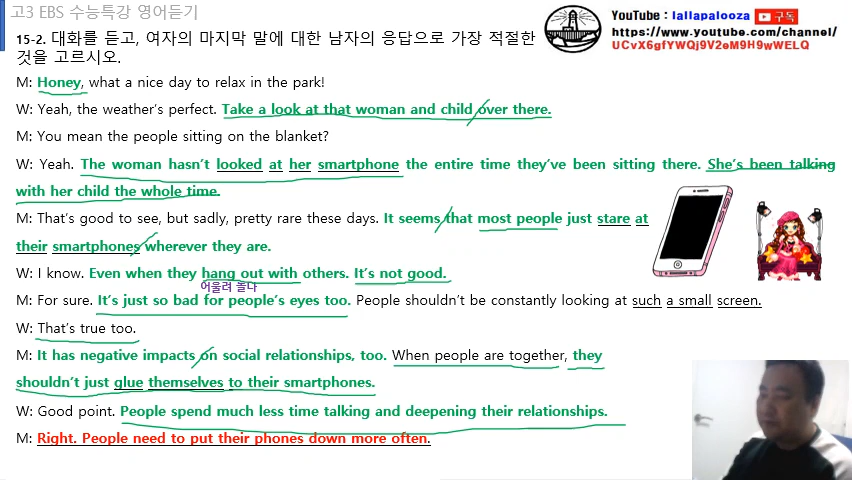 고3 EBS 수능특강 영어듣기
YouTube : lallapalooza 구독
https://www.youtube.com/channel/
UCvX6gfYWQj9V2eM9H9wWELQ
15-2. 대화를 듣고, 여자의 마지막 말에 대한 남자의 응답으로 가장 적절한
것을 고르시오.
M: Honey, what a nice day to relax in the park!
W: Yeah, the weather's perfect. Take a look at that woman and child over there.
M: You mean the people sitting on the blanket?
W: Yeah. The woman hasn't looked at her smartphone the entire time they've been sitting there. She's been talking
with her child the whole time.
M: That's good to see, but sadly, pretty rare these days. It seems that most people just stare at
their smartphones wherever they are.
W: I know. Even when they hang out with others. It's not good.
어울려 놀다
M: For sure. It's just so bad for people's eyes too. People shouldn't be constantly looking at such a small screen.
W: That's true too.
M: It has negative impacts on social relationships, too. When people are together, they
shouldn't just glue themselves to their smartphones.
W: Good point. People spend much less time talking and deepening their relationships.
M: Right. People need to put their phones down more often.